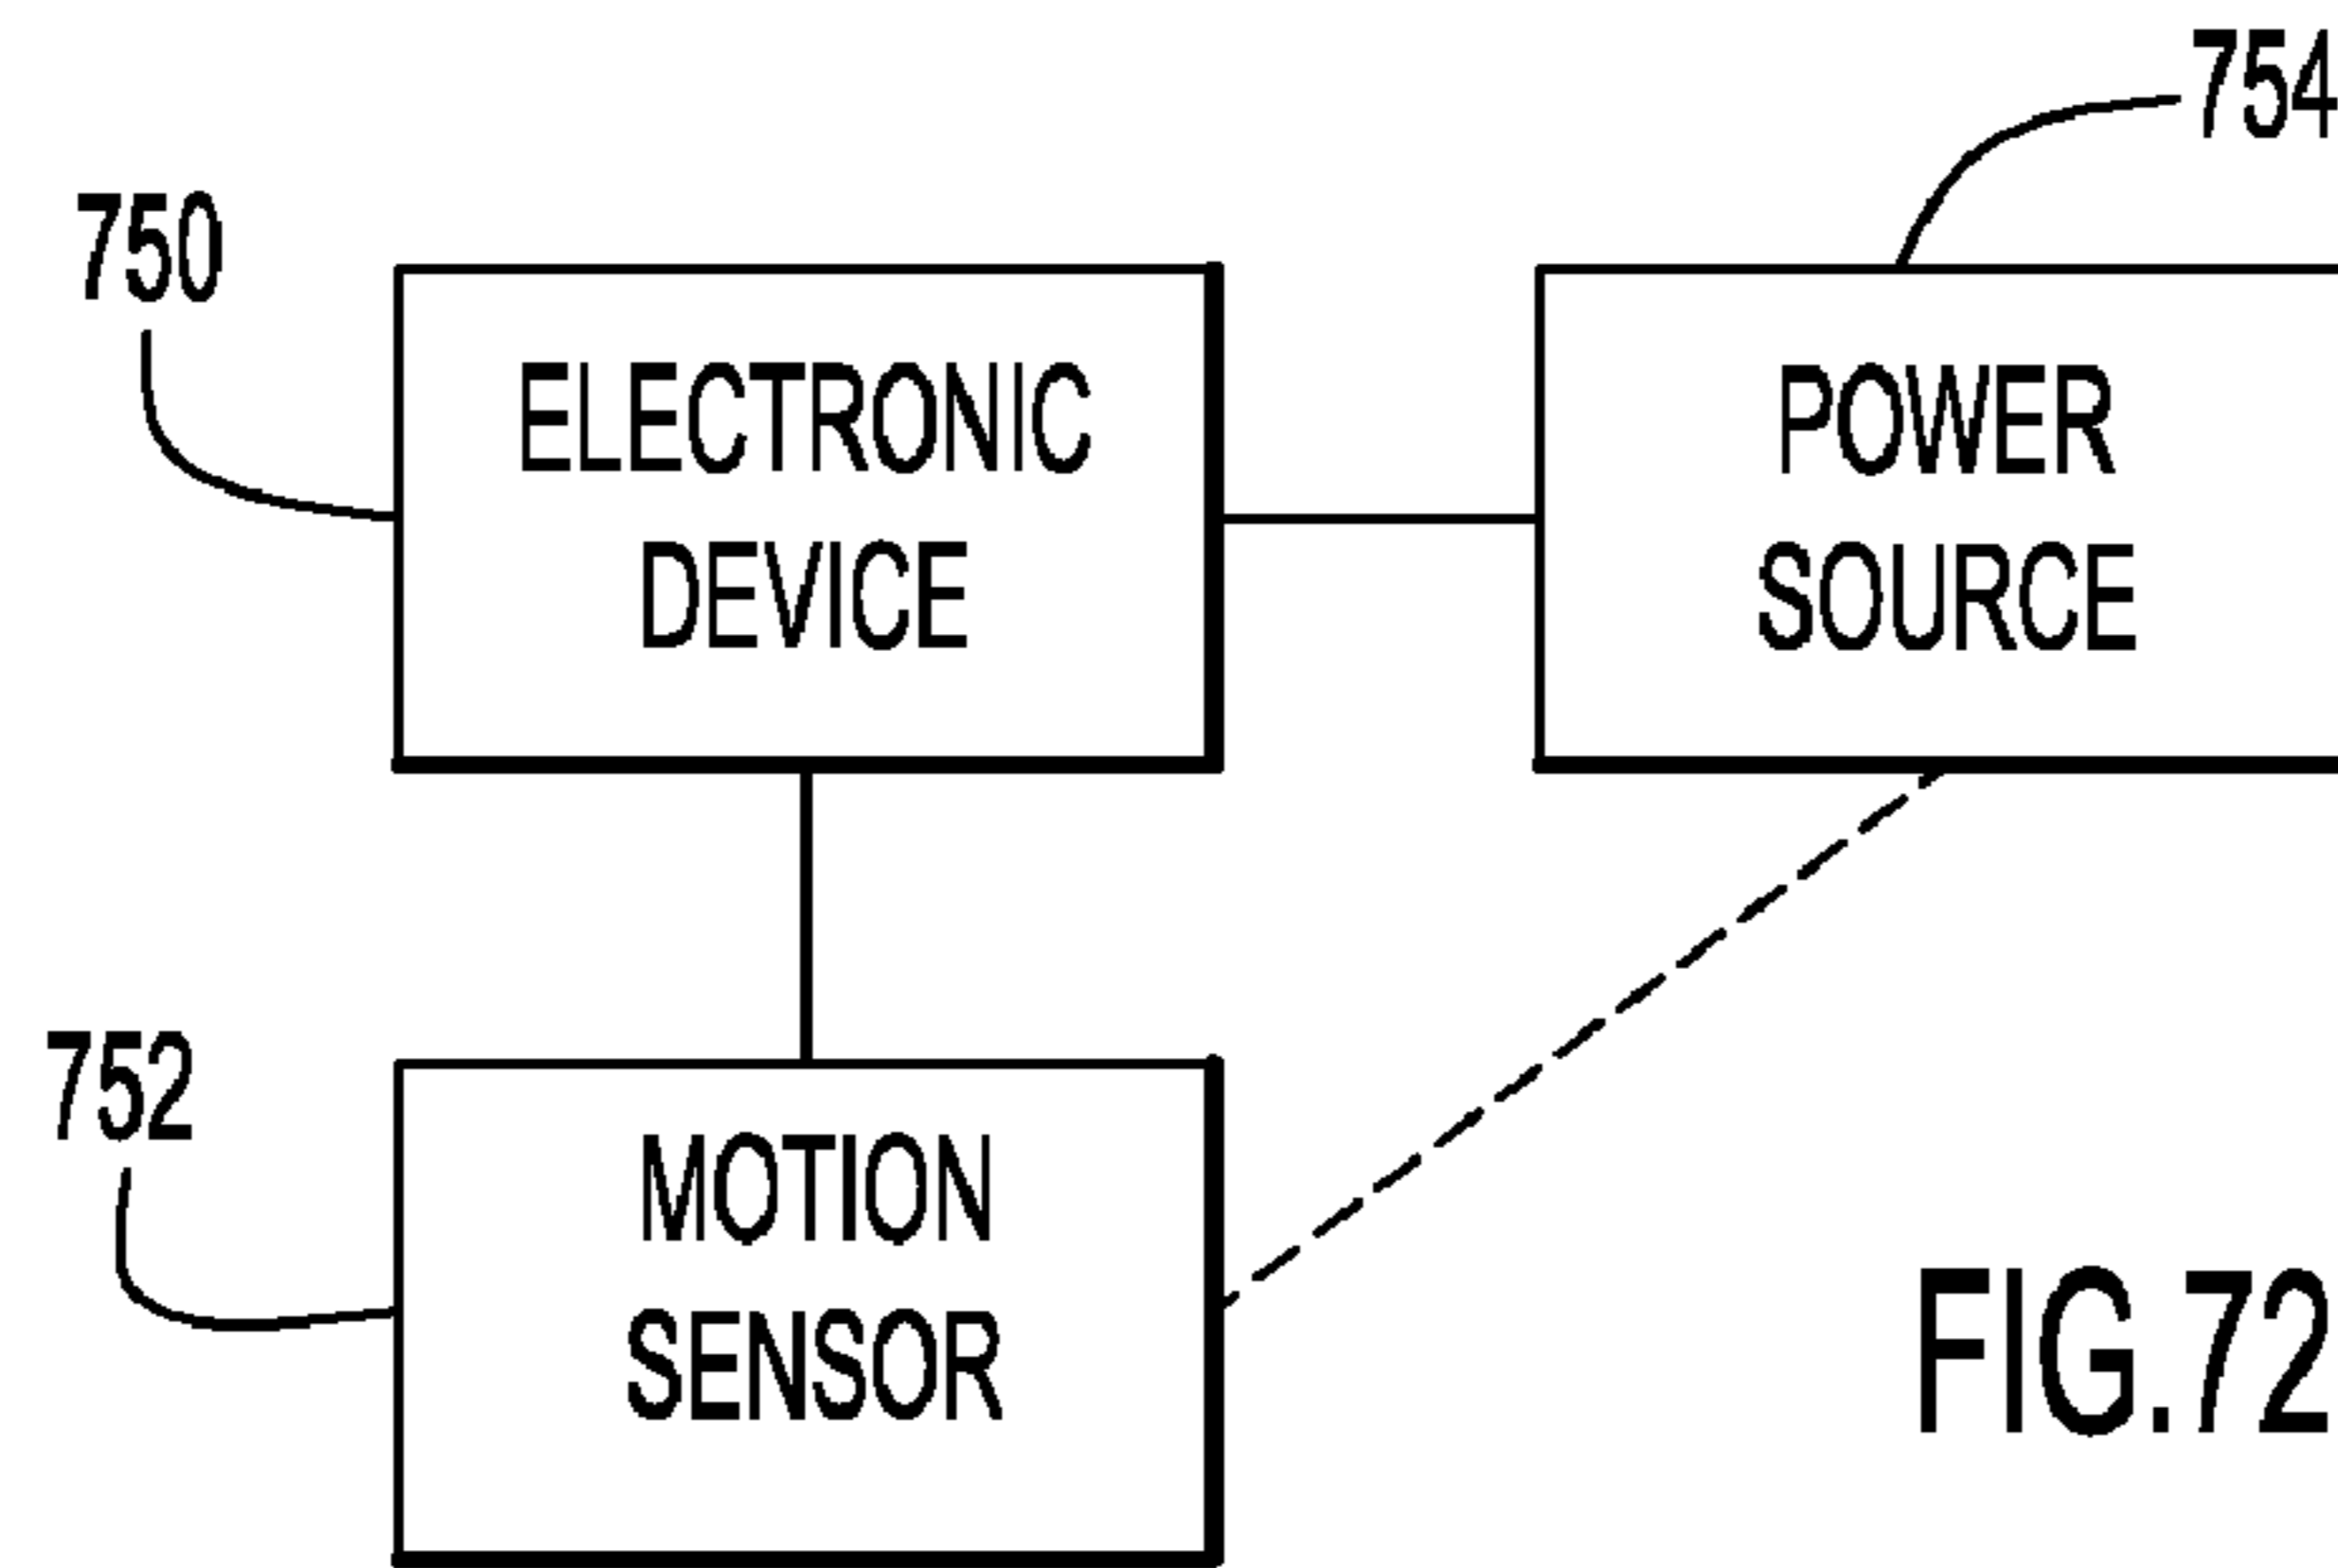 754
750
ELECTRONIC
DEVICE
POWER
SOURCE
752
MOTION
SENSOR
FIG.72